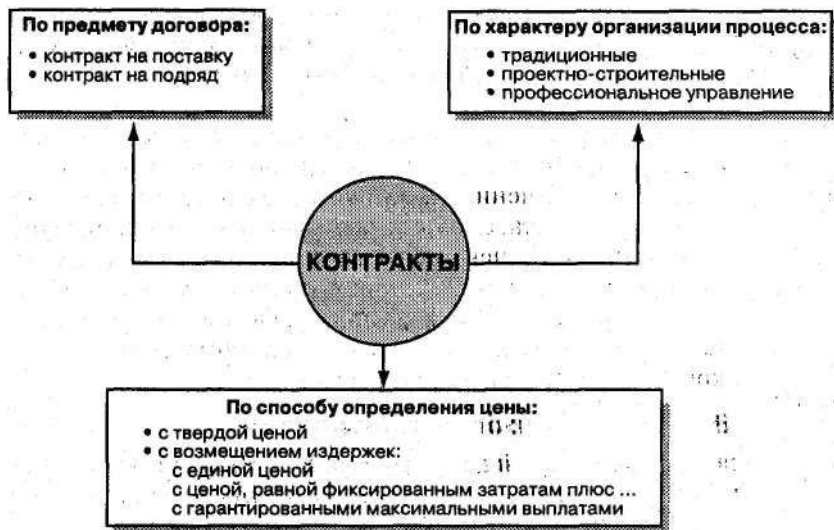 По предмету договора:
• контракт на поставку
• контракт на подряд
По характеру организации процесса:
• традиционные
• проектно-строительные
• профессиональное управление
КОНТРАКТЫ
По способу определения цены:
• с твердой ценой
• с возмещением издержек:
с единой ценой
с ценой, равной фиксированным затратам плюс ...
с гарантированными максимальными выплатами